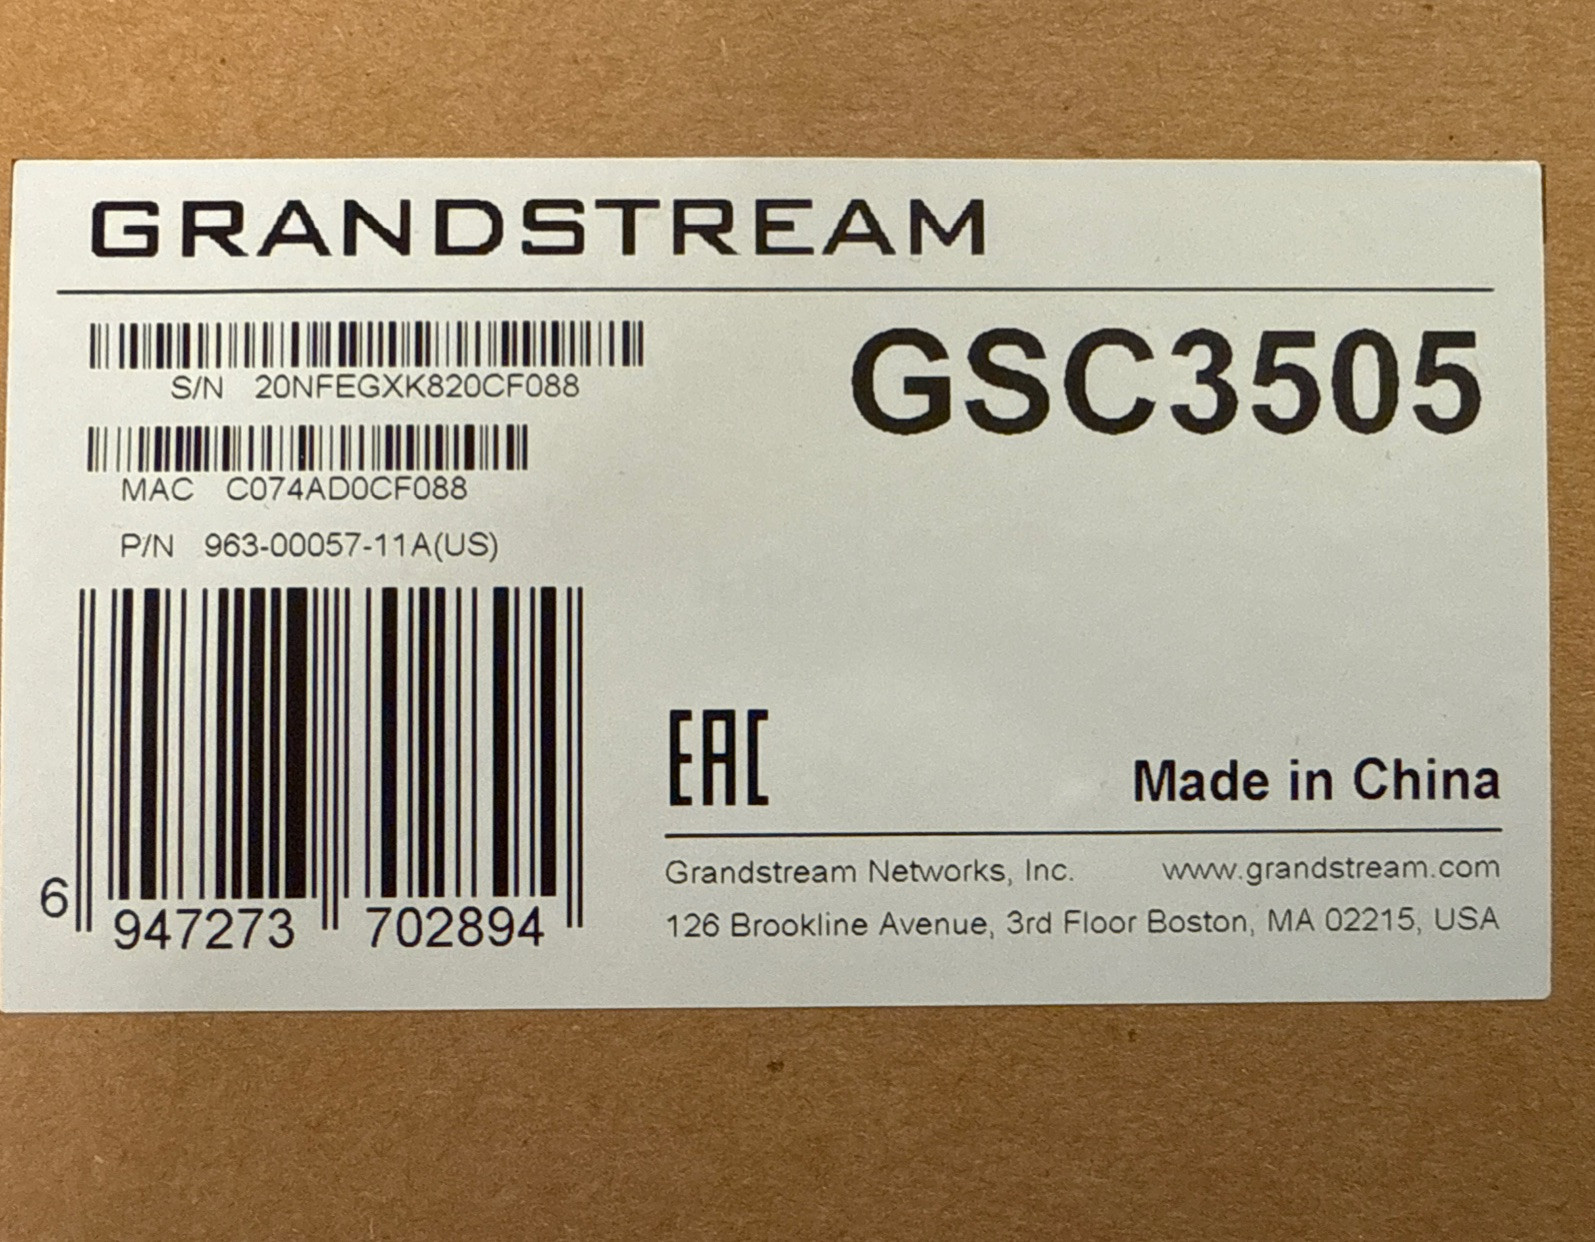 GRANDSTREAM
S/N 20NFEGXK820CF088
GSC3505
MAC C074AD0CF088
P/N 963-00057-11A(US)
6 947273 702894
EAC
Made in China
Grandstream Networks, Inc. www.grandstream.com
126 Brookline Avenue, 3rd Floor Boston, MA 02215, USA